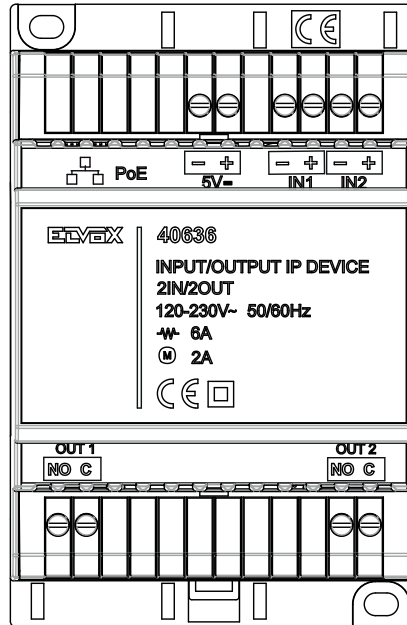 CE
- + - + - +
PoE 5V= IN1 IN2
ELVOX 40636
INPUT/OUTPUT IP DEVICE
2IN/2OUT
120-230V~ 50/60Hz
6A
M 2A
CE
OUT 1 OUT 2
NO C NO C